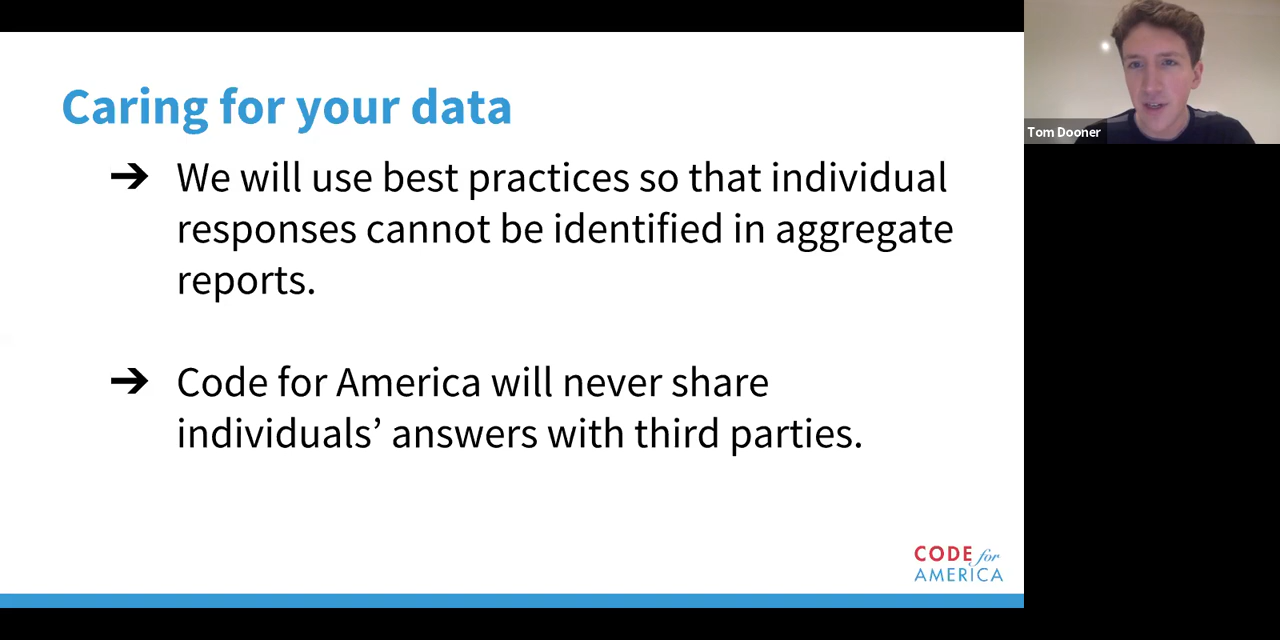 Caring for your data
➔ We will use best practices so that individual
responses cannot be identified in aggregate
reports.
➔ Code for America will never share
individuals’ answers with third parties.
CODE for
AMERICA
Tom Dooner